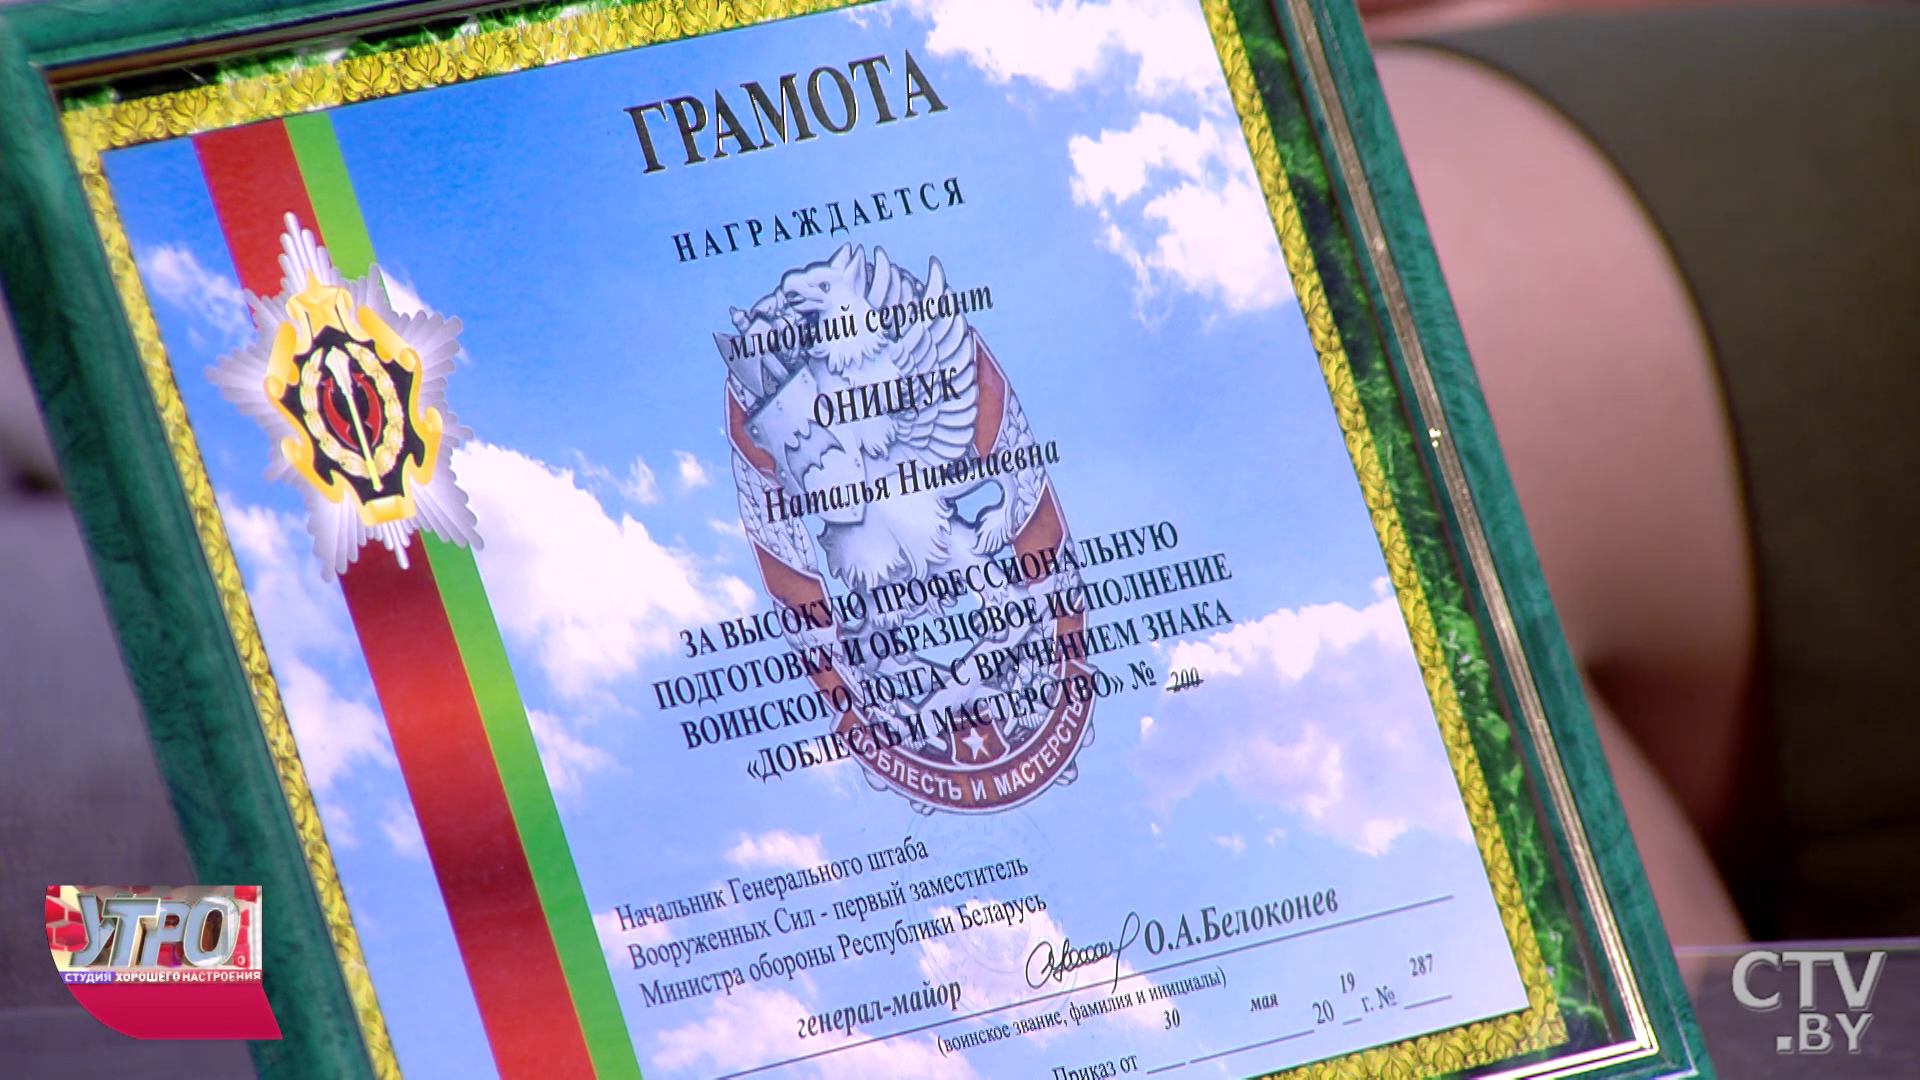 ГРАМОТА
НАГРАЖДАЕТСЯ
младший сержант
ОНИЩУК
Наталья Николаевна
ЗА ВЫСОКУЮ ПРОФЕССИОНАЛЬНУЮ
ПОДГОТОВКУ И ОБРАЗЦОВОЕ ИСПОЛНЕНИЕ
ВОИНСКОГО ДОЛГА С ВРУЧЕНИЕМ ЗНАКА
«ДОБЛЕСТЬ И МАСТЕРСТВО» № 200
ДОБЛЕСТЬ И МАСТЕРСТВО
Начальник Генерального штаба
Вооруженных Сил - первый заместитель
Министра обороны Республики Беларусь
генерал-майор О.А.Белоконев
(воинское звание, фамилия и инициалы)
Приказ от 30 мая 2019 г. № 287
УТРО
СТУДИЯ ХОРОШЕГО НАСТРОЕНИЯ
CTV
.BY